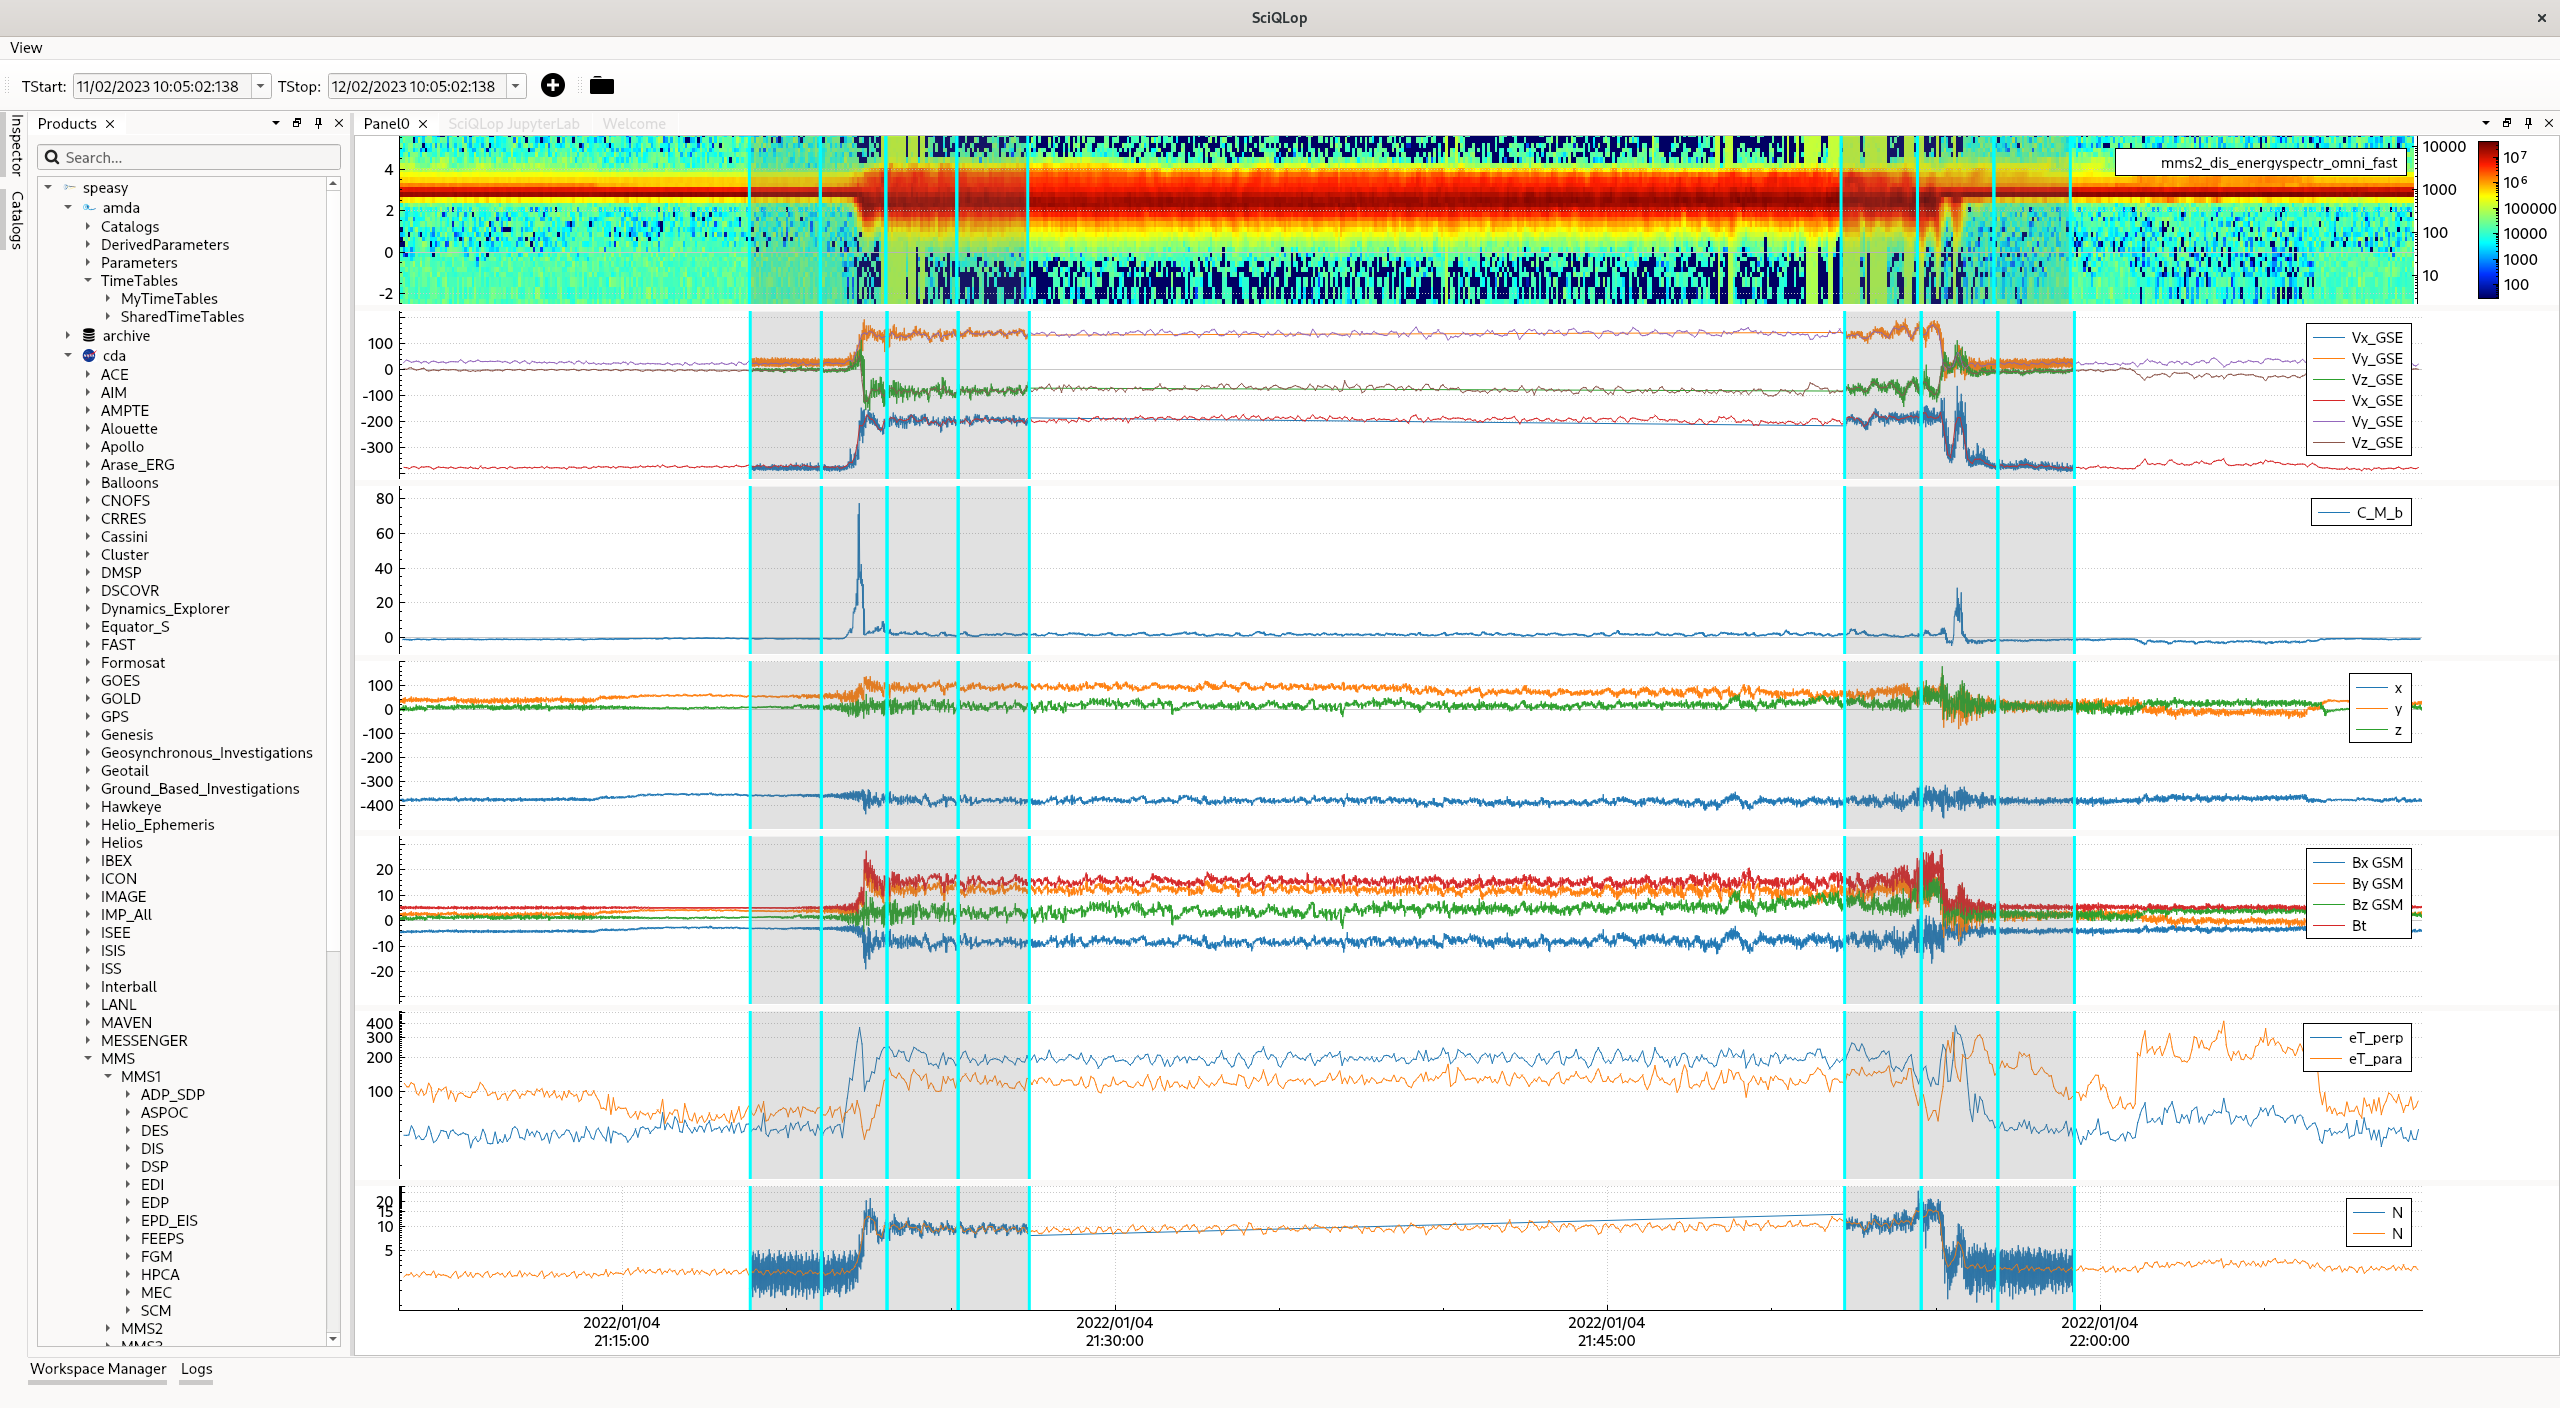 SciQLop
View
TStart: 11/02/2023 10:05:02:138 TStop: 12/02/2023 10:05:02:138
Inspector
Catalogs
Products
Search...
speasy
amda
Catalogs
DerivedParameters
Parameters
TimeTables
MyTimeTables
SharedTimeTables
archive
cda
ACE
AIM
AMPTE
Alouette
Apollo
Arase_ERG
Balloons
CNOFS
CRRES
Cassini
Cluster
DMSP
DSCOVR
Dynamics_Explorer
Equator_S
FAST
Formosat
GOES
GOLD
GPS
Genesis
Geosynchronous_Investigations
Geotail
Ground_Based_Investigations
Hawkeye
Helio_Ephemeris
Helios
IBEX
ICON
IMAGE
IMP_All
ISEE
ISIS
ISS
Interball
LANL
MAVEN
MESSENGER
MMS
MMS1
ADP_SDP
ASPOC
DES
DIS
DSP
EDI
EDP
EPD_EIS
FEEPS
FGM
HPCA
MEC
SCM
MMS2
MMS3
Panel0 SciQLop JupyterLab Welcome
4
2
0
-2
mms2_dis_energyspectr_omni_fast
10000
1000
100
10
10^7
10^6
100000
10000
1000
100
100
0
-100
-200
-300
Vx_GSE
Vy_GSE
Vz_GSE
Vx_GSE
Vy_GSE
Vz_GSE
80
60
40
20
0
C_M_b
100
0
-100
-200
-300
-400
x
y
z
20
10
0
-10
-20
Bx GSM
By GSM
Bz GSM
Bt
400
300
200
100
eT_perp
eT_para
20
15
10
5
N
N
2022/01/04 2022/01/04 2022/01/04 2022/01/04
21:15:00 21:30:00 21:45:00 22:00:00
Workspace Manager Logs